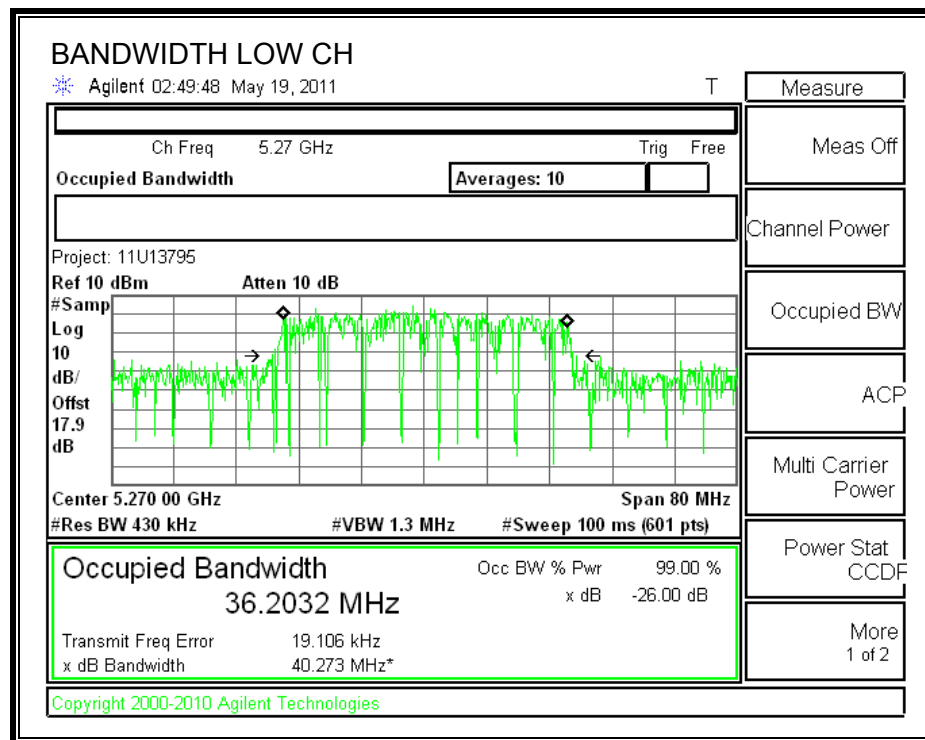 BANDWIDTH LOW CH
Agilent 02:49:48 May 19, 2011 T
Measure
Ch Freq 5.27 GHz Trig Free
Occupied Bandwidth Averages: 10
Project: 11U13795
Ref 10 dBm Atten 10 dB
#Samp
Log
10
dB/
Offst
17.9
dB
Center 5.270 00 GHz Span 80 MHz
#Res BW 430 kHz #VBW 1.3 MHz #Sweep 100 ms (601 pts)
Occupied Bandwidth Occ BW % Pwr 99.00 %
36.2032 MHz x dB -26.00 dB
Transmit Freq Error 19.106 kHz
x dB Bandwidth 40.273 MHz*
Copyright 2000-2010 Agilent Technologies
Meas Off
Channel Power
Occupied BW
ACP
Multi Carrier
Power
Power Stat
CCDF
More
1 of 2